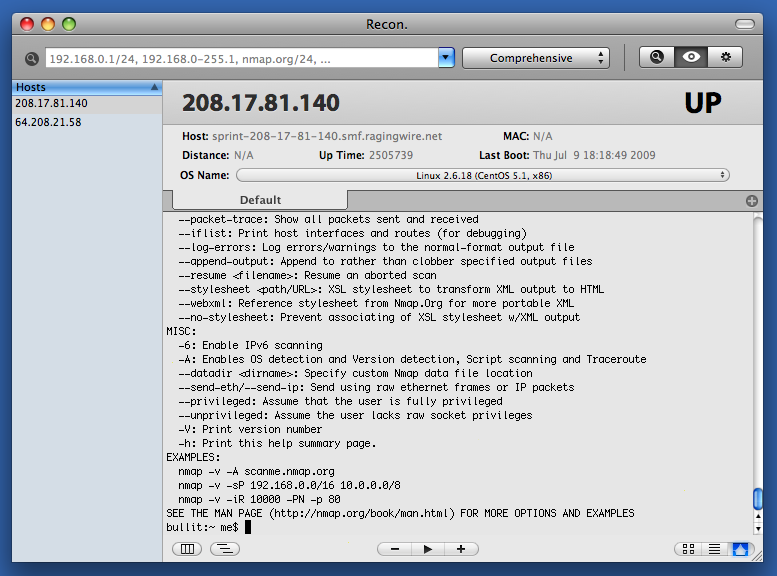 Recon.
192.168.0.1/24, 192.168.0-255.1, nmap.org/24, ...
Comprehensive
Hosts
208.17.81.140
64.208.21.58
208.17.81.140
UP
Host: sprint-208-17-81-140.smf.ragingwire.net MAC: N/A
Distance: N/A Up Time: 2505739 Last Boot: Thu Jul 9 18:18:49 2009
OS Name: Linux 2.6.18 (CentOS 5.1, x86)
Default
--packet-trace: Show all packets sent and received
--iflist: Print host interfaces and routes (for debugging)
--log-errors: Log errors/warnings to the normal-format output file
--append-output: Append to rather than clobber specified output files
--resume <filename>: Resume an aborted scan
--stylesheet <path/URL>: XSL stylesheet to transform XML output to HTML
--webxml: Reference stylesheet from Nmap.Org for more portable XML
--no-stylesheet: Prevent associating of XSL stylesheet w/XML output
MISC:
-6: Enable IPv6 scanning
-A: Enables OS detection and Version detection, Script scanning and Traceroute
--datadir <dirname>: Specify custom Nmap data file location
--send-eth/--send-ip: Send using raw ethernet frames or IP packets
--privileged: Assume that the user is fully privileged
--unprivileged: Assume the user lacks raw socket privileges
-V: Print version number
-h: Print this help summary page.
EXAMPLES:
nmap -v -A scanme.nmap.org
nmap -v -sP 192.168.0.0/16 10.0.0.0/8
nmap -v -iR 10000 -PN -p 80
SEE THE MAN PAGE (http://nmap.org/book/man.html) FOR MORE OPTIONS AND EXAMPLES
bullit:~ me$